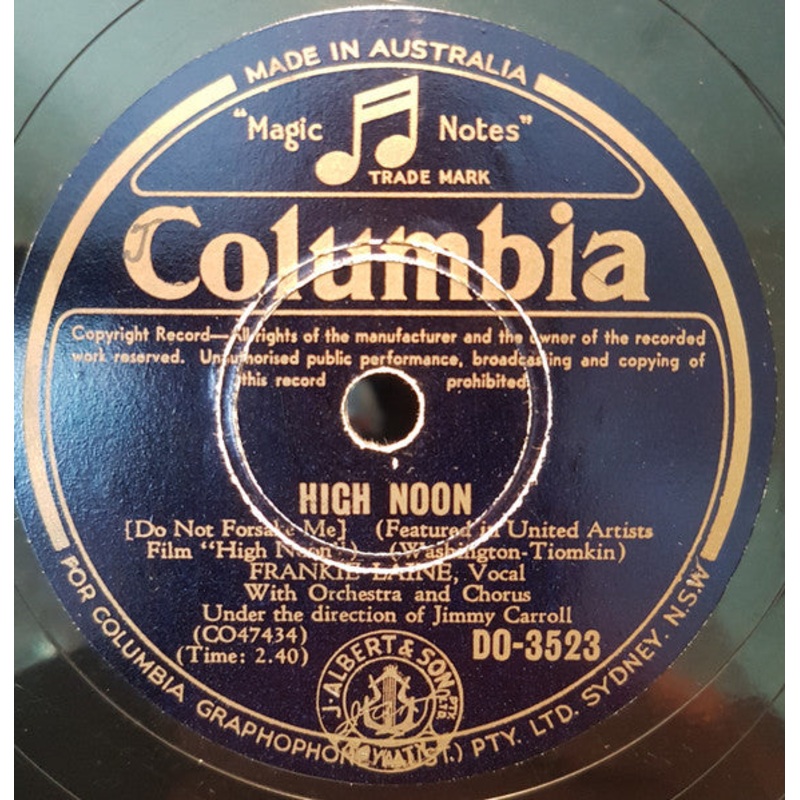 MADE IN AUSTRALIA
"Magic Notes"
TRADE MARK
J
Columbia
Copyright Record—All rights of the manufacturer and the owner of the recorded
work reserved. Unauthorised public performance, broadcasting and copying of
this record prohibited
HIGH NOON
[Do Not Forsake Me] (Featured in United Artists
Film "High Noon") (Washington-Tiomkin)
FRANKIE LAINE, Vocal
With Orchestra and Chorus
Under the direction of Jimmy Carroll
(CO47434)
DO-3523
(Time: 2.40)
J. ALBERT & SON
PTY LTD
ROYALTY
FOR COLUMBIA GRAPHOPHONE (AUST.) PTY. LTD. SYDNEY. N.S.W